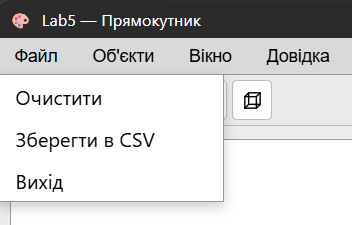 Lab5 — Прямокутник
Файл Об'єкти Вікно Довідка
Очистити
Зберегти в CSV
Вихід